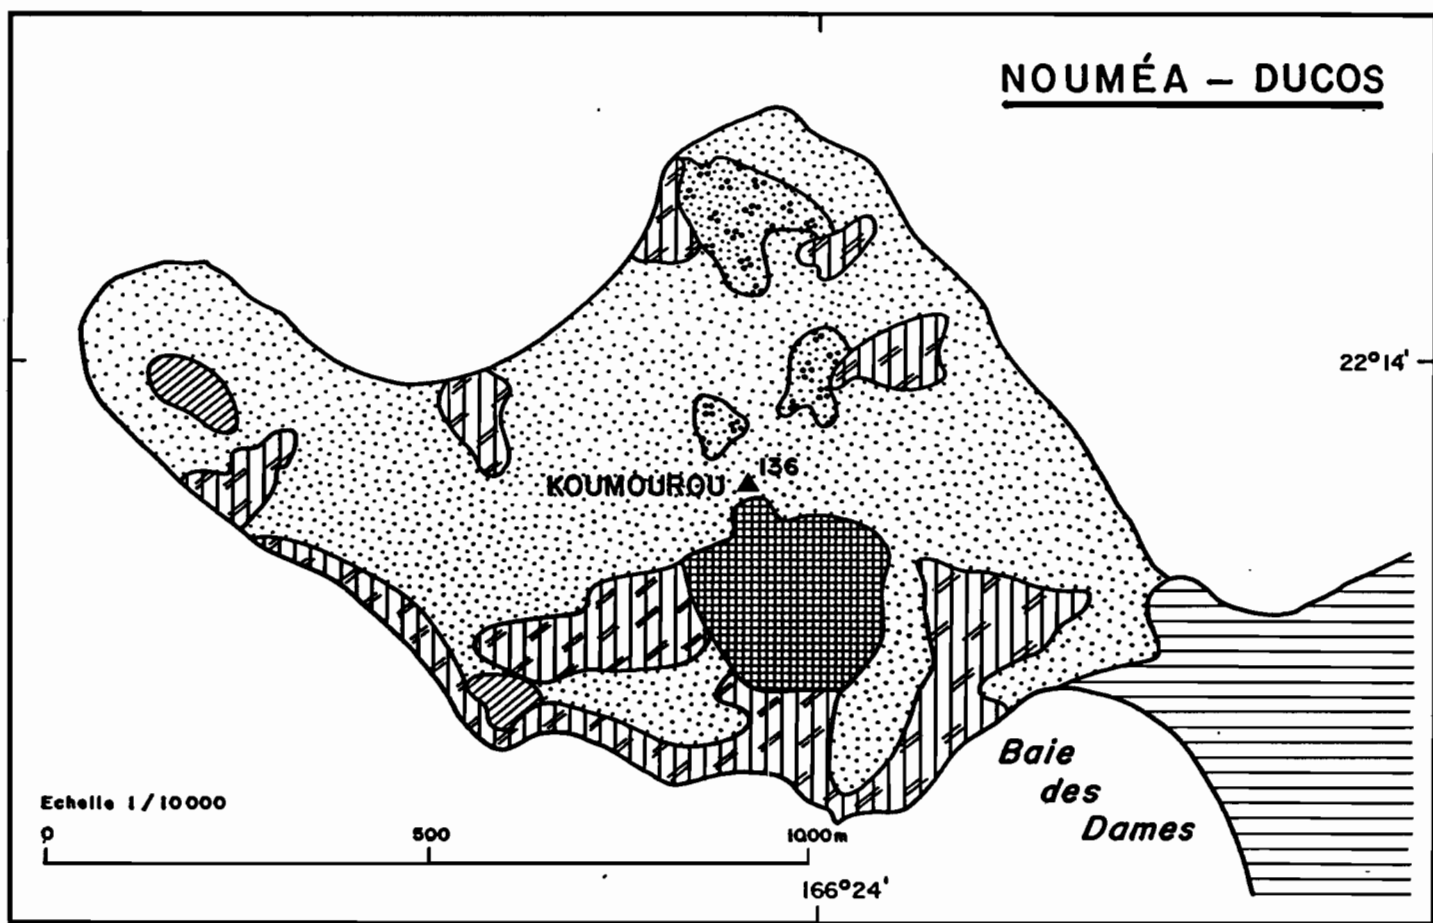 NOUMÉA – DUCOS
22°14'
136
KOUMOUROU
Baie
des
Dames
Echelle 1/10000
0 500 1000m
166°24'